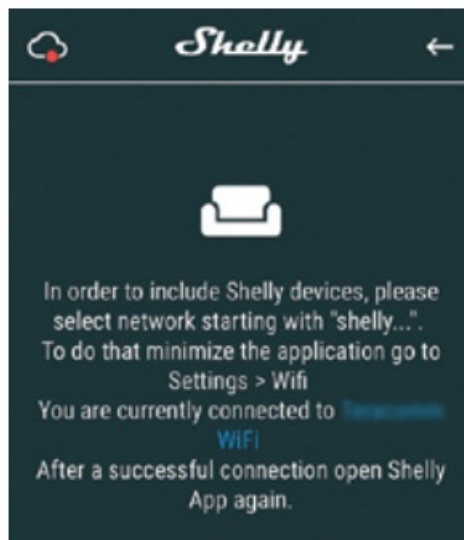 Shelly
In order to include Shelly devices, please
select network starting with "shelly...".
To do that minimize the application go to
Settings > Wifi
You are currently connected to
WiFi
After a successful connection open Shelly
App again.